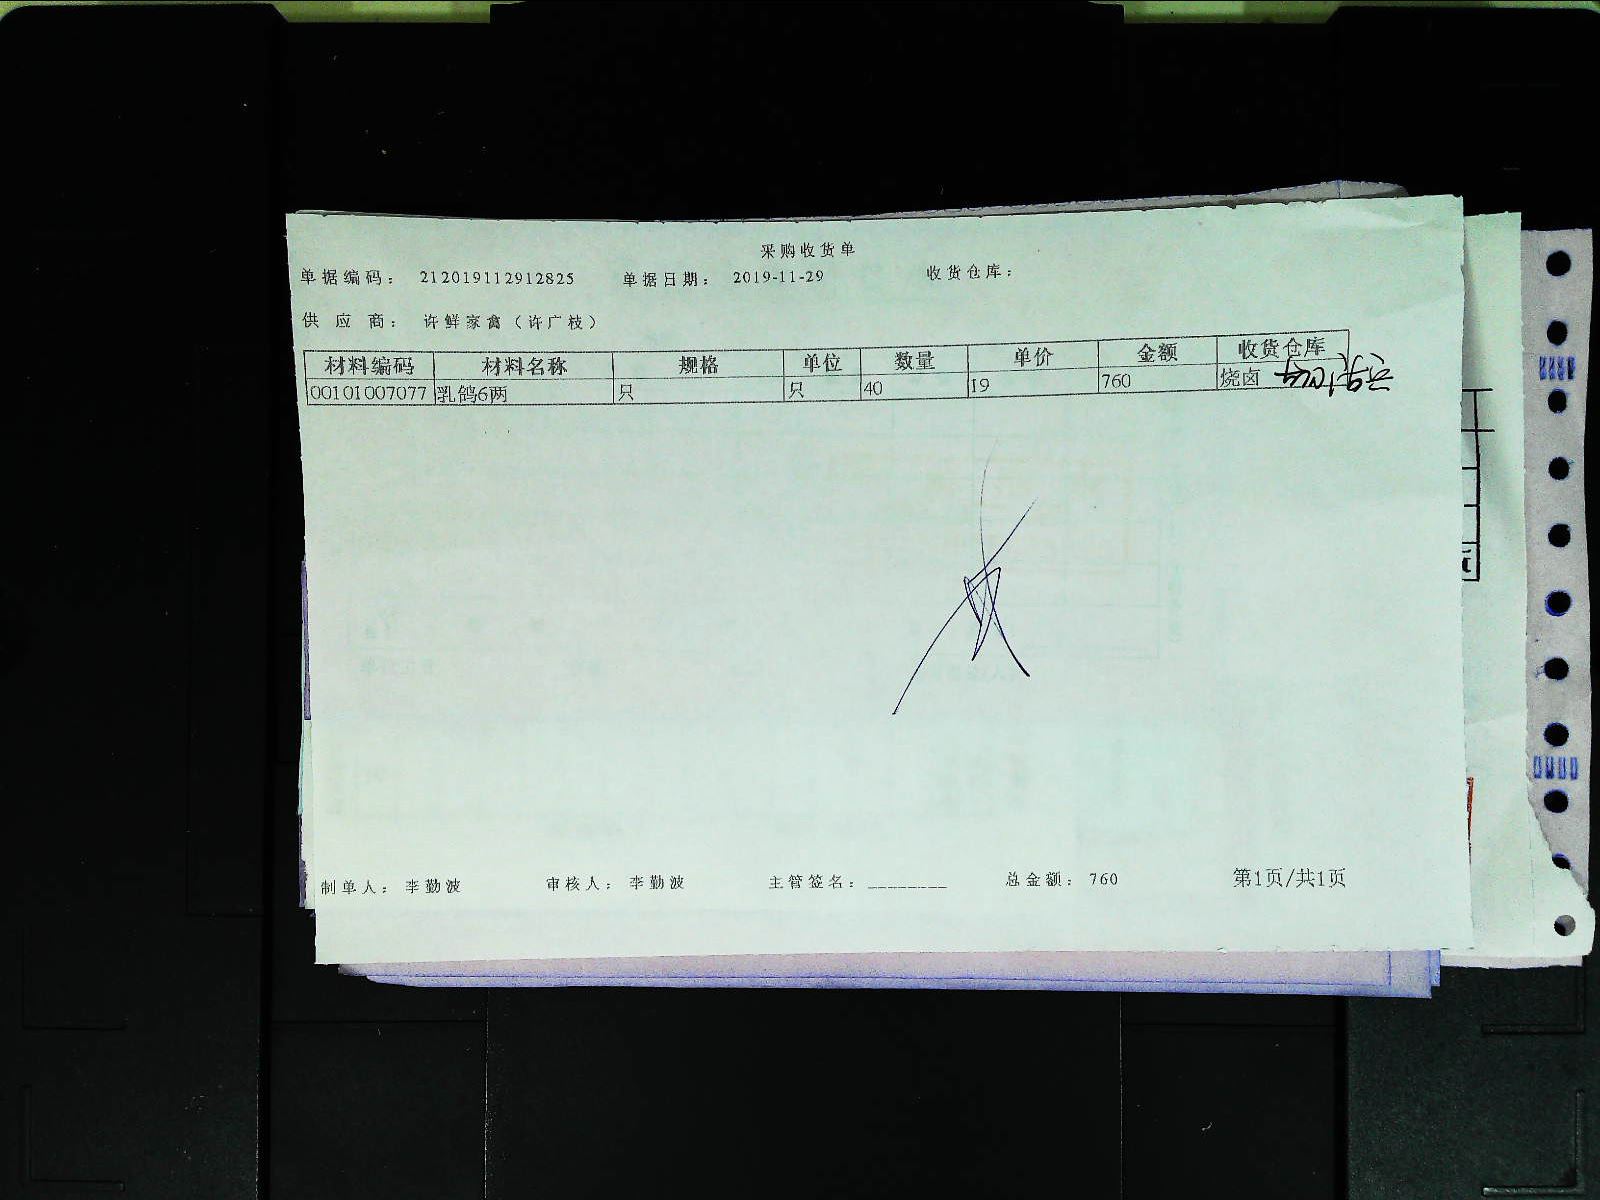 采购收货单
单据编码： 212019112912825 单据日期： 2019-11-29 收货仓库：
供应商： 许鲜家禽（许广枝）
材料编码 材料名称 规格 单位 数量 单价 金额 收货仓库
00101007077 乳鸽6两 只 只 40 19 760 烧卤
制单人： 李勤波 审核人： 李勤波 主管签名：________ 总金额： 760 第1页/共1页